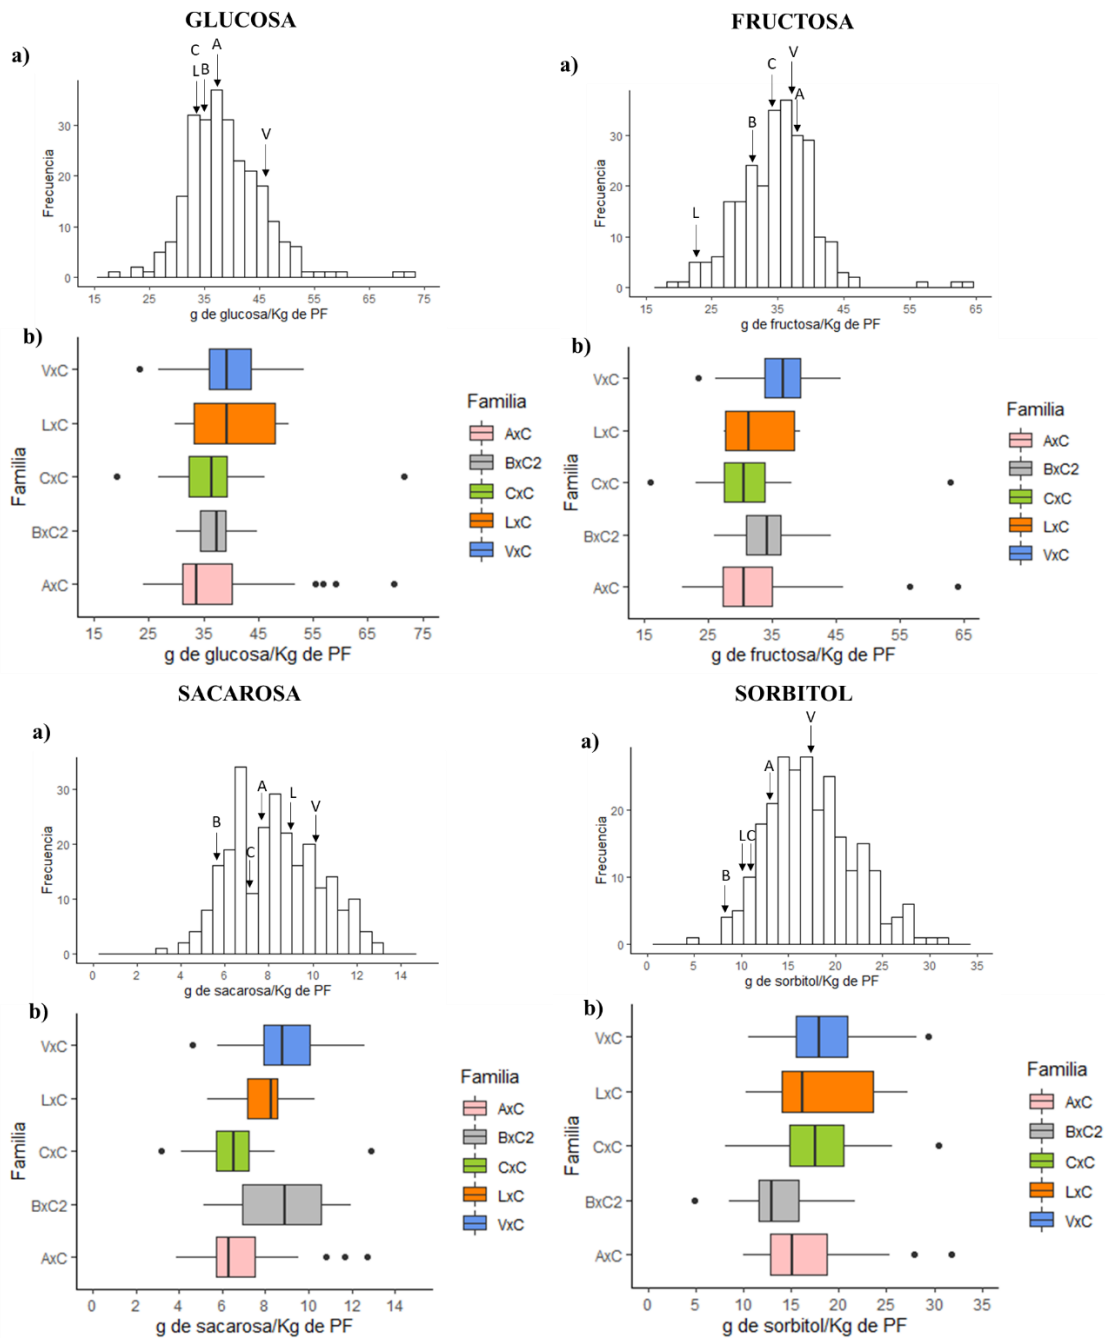 GLUCOSA
a)
C
A
L
B
V
Frecuencia
30
20
10
0
15 25 35 45 55 65 75
g de glucosa/Kg de PF
b)
Familia
VxC
LxC
CxC
BxC2
AxC
15 25 35 45 55 65 75
g de glucosa/Kg de PF
Familia
AxC
BxC2
CxC
LxC
VxC
FRUCTOSA
a)
V
C
A
B
L
Frecuencia
30
20
10
0
15 25 35 45 55 65
g de fructosa/Kg de PF
b)
Familia
VxC
LxC
CxC
BxC2
AxC
15 25 35 45 55 65
g de fructosa/Kg de PF
Familia
AxC
BxC2
CxC
LxC
VxC
SACAROSA
a)
A
L
V
B
C
Frecuencia
30
20
10
0
0 2 4 6 8 10 12 14
g de sacarosa/Kg de PF
b)
Familia
VxC
LxC
CxC
BxC2
AxC
0 2 4 6 8 10 12 14
g de sacarosa/Kg de PF
Familia
AxC
BxC2
CxC
LxC
VxC
SORBITOL
a)
V
A
LC
B
Frecuencia
20
10
0
0 5 10 15 20 25 30 35
g de sorbitol/Kg de PF
b)
Familia
VxC
LxC
CxC
BxC2
AxC
0 5 10 15 20 25 30 35
g de sorbitol/Kg de PF
Familia
AxC
BxC2
CxC
LxC
VxC